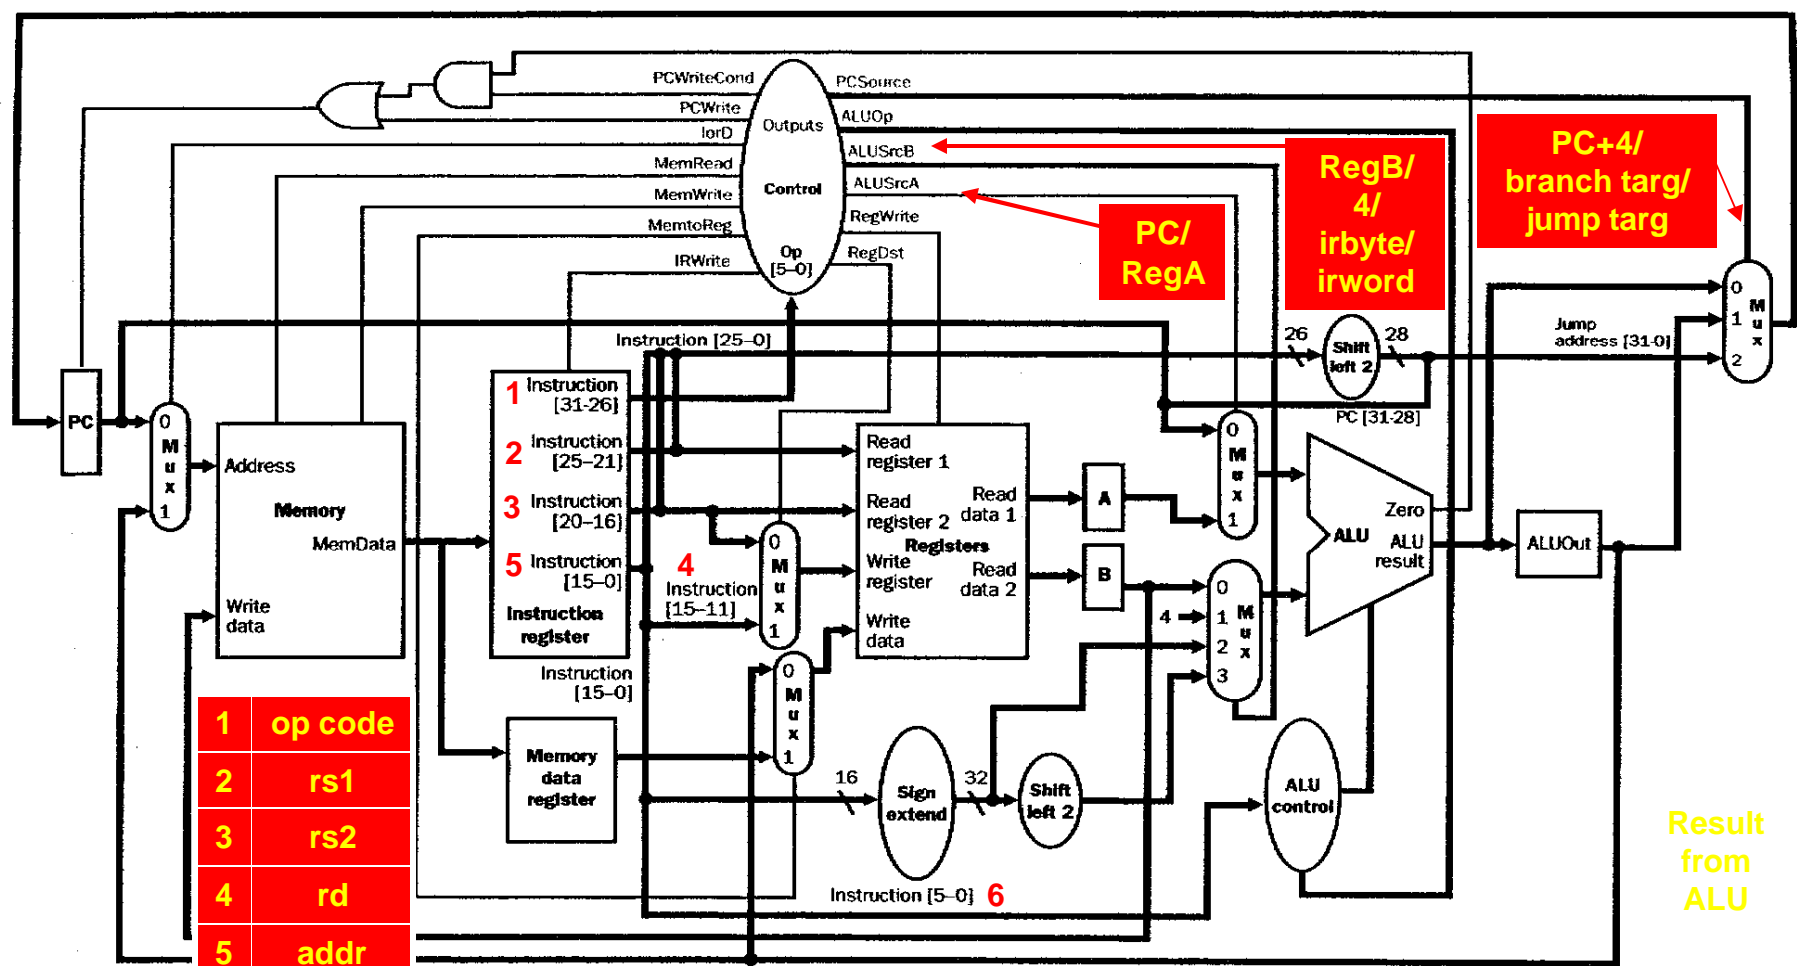 PCWriteCond
PCWrite
IorD
MemRead
MemWrite
MemtoReg
IRWrite
Outputs
Control
Op
[5–0]
PCSource
ALUOp
ALUSrcB
ALUSrcA
RegWrite
RegDst
PC/
RegA
RegB/
4/
irbyte/
irword
PC+4/
branch targ/
jump targ
0
1
2
M
u
x
Jump
address [31-0]
Instruction [25–0]
26
Shift
left 2
28
PC [31-28]
PC
0
M
u
x
1
Address
Memory
MemData
Write
data
1
Instruction
[31-26]
2
Instruction
[25–21]
3
Instruction
[20–16]
5
Instruction
[15–0]
Instruction
register
4
Instruction
[15–11]
0
M
u
x
1
Read
register 1
Read
register 2
Registers
Write
register
Write
data
Read
data 1
Read
data 2
A
B
0
M
u
x
1
4
0
1
2
3
M
u
x
Zero
ALU
ALU
result
ALUOut
Instruction
[15–0]
Memory
data
register
0
M
u
x
1
16
Sign
extend
32
Shift
left 2
ALU
control
Instruction [5–0]
6
Result
from
ALU
1 op code
2 rs1
3 rs2
4 rd
5 addr